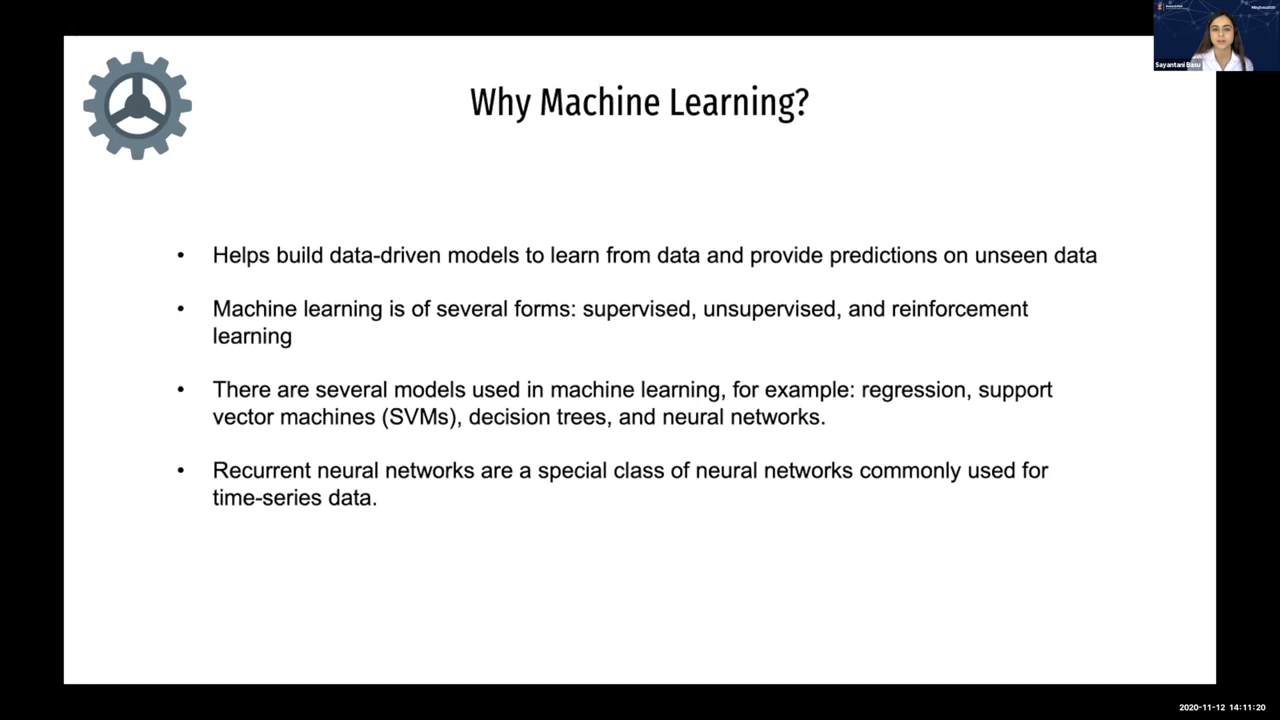 Why Machine Learning?
Sayantani Basu
• Helps build data-driven models to learn from data and provide predictions on unseen data
• Machine learning is of several forms: supervised, unsupervised, and reinforcement
learning
• There are several models used in machine learning, for example: regression, support
vector machines (SVMs), decision trees, and neural networks.
• Recurrent neural networks are a special class of neural networks commonly used for
time-series data.
2020-11-12 14:11:20